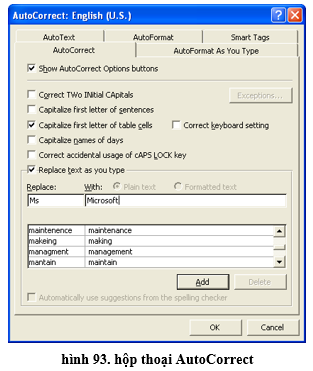 AutoCorrect: English (U.S.)
AutoText AutoFormat Smart Tags
AutoCorrect AutoFormat As You Type
Show AutoCorrect Options buttons
Correct TWo INitial CApitals Exceptions...
Capitalize first letter of sentences
Capitalize first letter of table cells Correct keyboard setting
Capitalize names of days
Correct accidental usage of cAPS LOCK key
Replace text as you type
Replace: With: Plain text Formatted text
Ms Microsoft
maintenence maintenance
makeing making
managment management
mantain maintain
Add Delete
Automatically use suggestions from the spelling checker
OK Cancel
hình 93. hộp thoại AutoCorrect